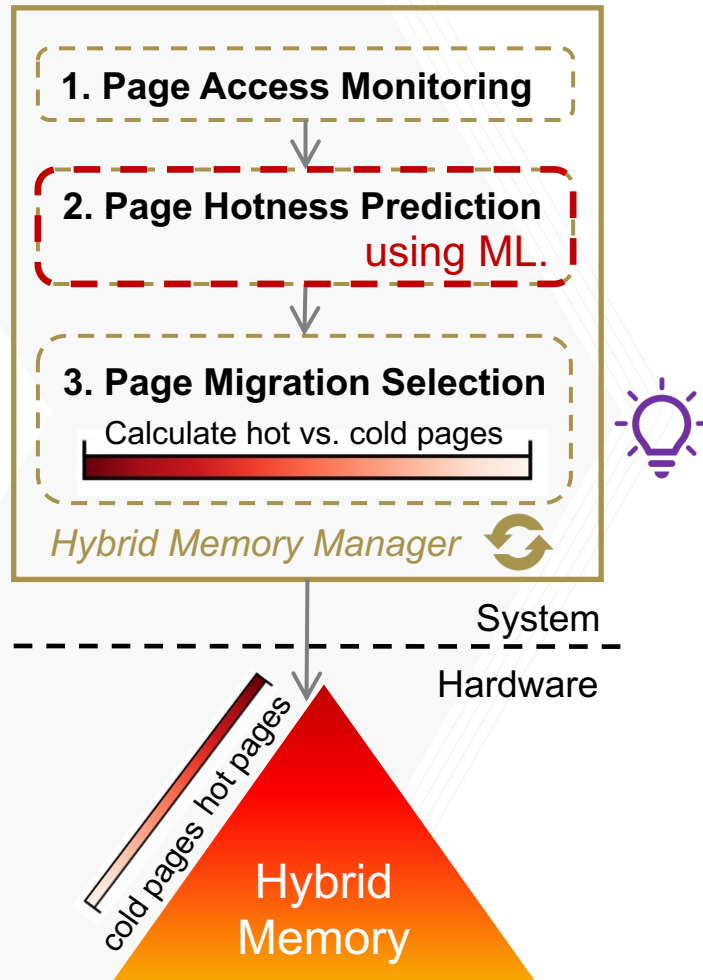 1. Page Access Monitoring
2. Page Hotness Prediction
using ML.
3. Page Migration Selection
Calculate hot vs. cold pages
Hybrid Memory Manager
System
Hardware
cold pages hot pages
Hybrid
Memory